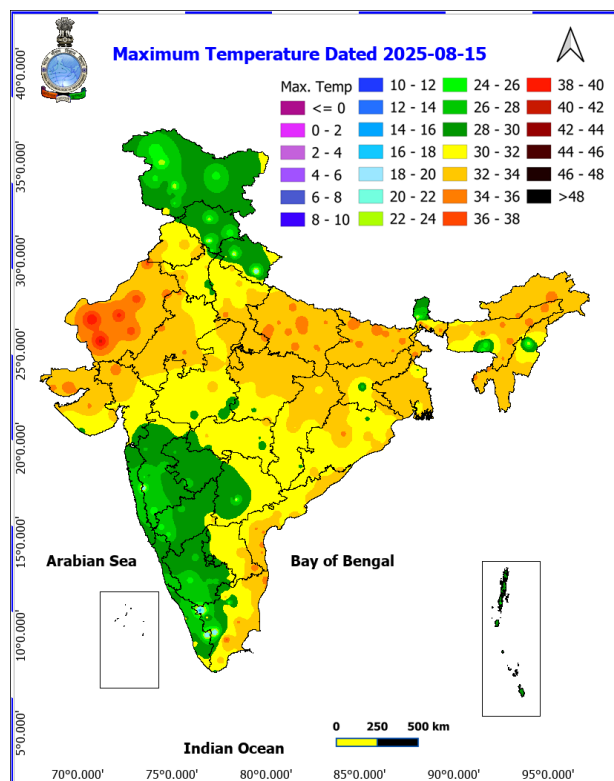 Maximum Temperature Dated 2025-08-15
Max. Temp
<= 0
0 - 2
2 - 4
4 - 6
6 - 8
8 - 10
10 - 12
12 - 14
14 - 16
16 - 18
18 - 20
20 - 22
22 - 24
24 - 26
26 - 28
28 - 30
30 - 32
32 - 34
34 - 36
36 - 38
38 - 40
40 - 42
42 - 44
44 - 46
46 - 48
>48
40°0.000'
35°0.000'
30°0.000'
25°0.000'
20°0.000'
15°0.000'
10°0.000'
5°0.000'
Arabian Sea
Bay of Bengal
Indian Ocean
0 250 500 km
70°0.000' 75°0.000' 80°0.000' 85°0.000' 90°0.000' 95°0.000'